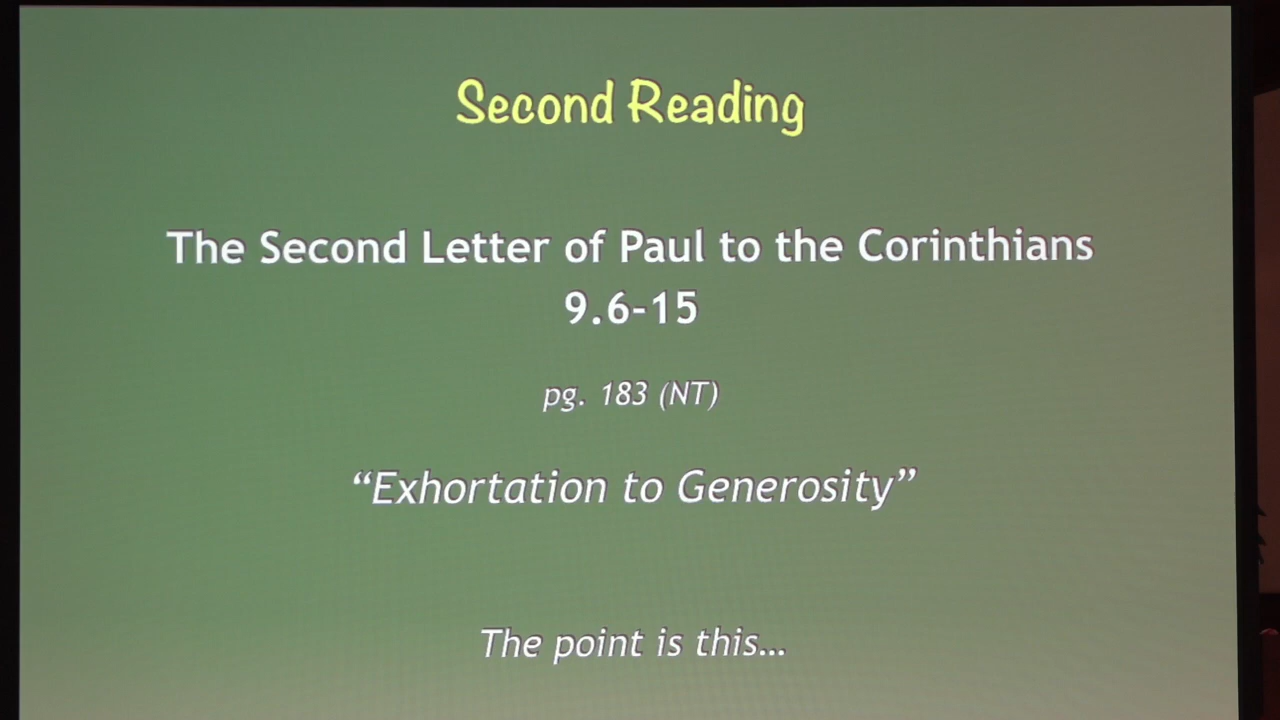 Second Reading
The Second Letter of Paul to the Corinthians
9.6-15
pg. 183 (NT)
“Exhortation to Generosity”
The point is this…